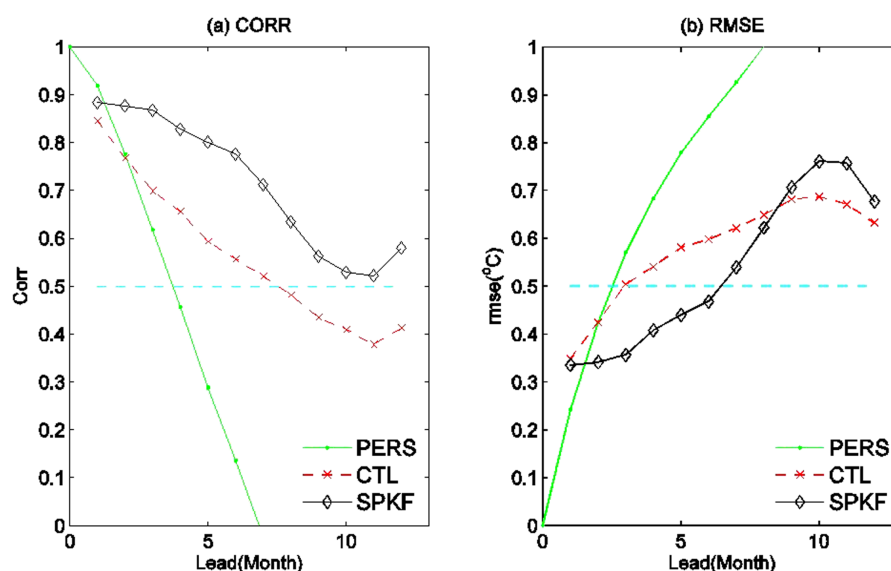 (a) CORR
1
0.9
0.8
0.7
0.6
0.5
0.4
0.3
0.2
0.1
0
Corr
PERS
CTL
SPKF
0 5 10
Lead(Month)
(b) RMSE
1
0.9
0.8
0.7
0.6
0.5
0.4
0.3
0.2
0.1
0
rmse(⁰C)
PERS
CTL
SPKF
0 5 10
Lead(Month)